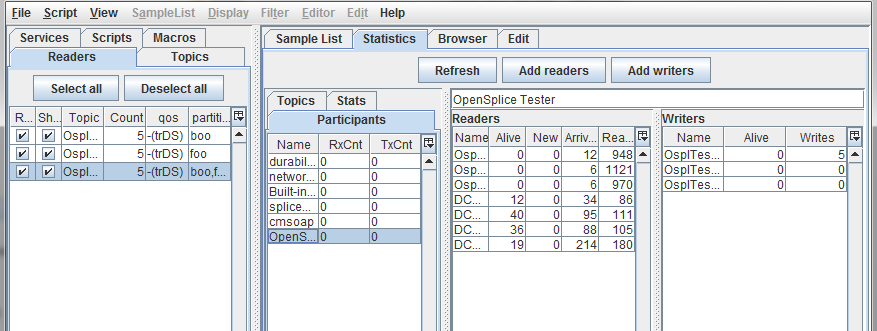 File Script View SampleList Display Filter Editor Edit Help
Services Scripts Macros
Readers Topics
Select all Deselect all
R... Sh... Topic Count qos partiti...
Ospl... 5 -(trDS) boo
Ospl... 5 -(trDS) foo
Ospl... 5 -(trDS) boo,f...
Sample List Statistics Browser Edit
Refresh Add readers Add writers
Topics Stats
Participants
Name RxCnt TxCnt
durabil... 0 0
networ... 0 0
Built-in... 0 0
splice... 0 0
cmsoap 0 0
OpenS... 0 0
OpenSplice Tester
Readers
Name Alive New Arriv... Rea...
Osp... 0 0 12 948
Osp... 0 0 6 1121
Osp... 0 0 6 970
DC... 12 0 34 86
DC... 40 0 95 111
DC... 36 0 88 105
DC... 19 0 214 180
Writers
Name Alive Writes
OsplTes... 0 5
OsplTes... 0 0
OsplTes... 0 0